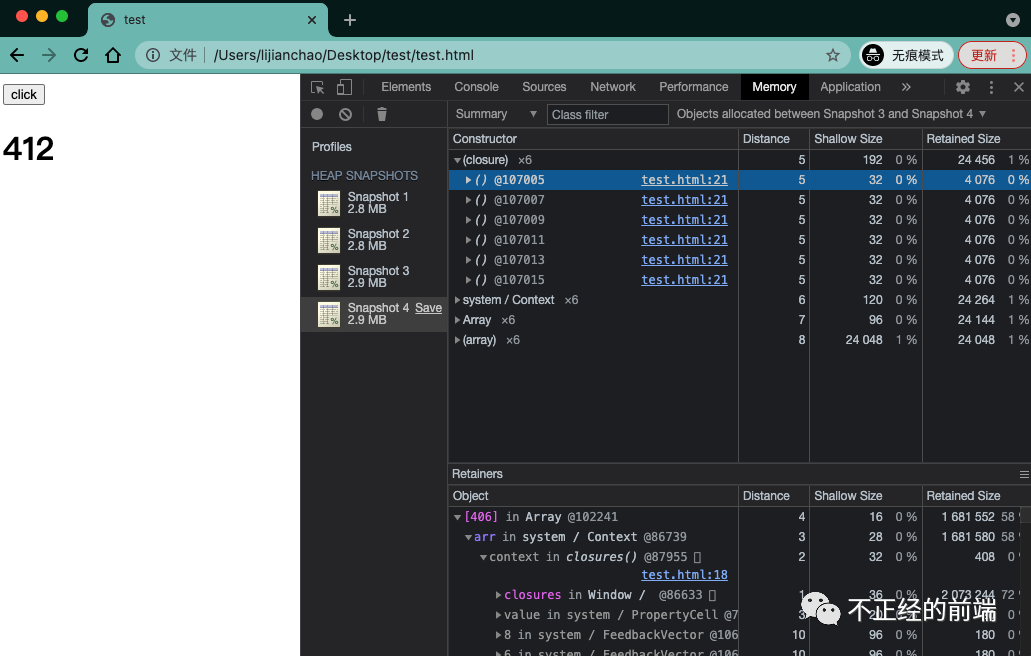 test
文件 /Users/lijianchao/Desktop/test/test.html 无痕模式 更新
click
412
Elements Console Sources Network Performance Memory Application
Summary Class filter Objects allocated between Snapshot 3 and Snapshot 4
Profiles
HEAP SNAPSHOTS
Snapshot 1
2.8 MB
Snapshot 2
2.8 MB
Snapshot 3
2.9 MB
Snapshot 4 Save
2.9 MB
Constructor Distance Shallow Size Retained Size
(closure) ×6 5 192 0 % 24 456 1 %
() @107005 test.html:21 5 32 0 % 4 076 0 %
() @107007 test.html:21 5 32 0 % 4 076 0 %
() @107009 test.html:21 5 32 0 % 4 076 0 %
() @107011 test.html:21 5 32 0 % 4 076 0 %
() @107013 test.html:21 5 32 0 % 4 076 0 %
() @107015 test.html:21 5 32 0 % 4 076 0 %
system / Context ×6 6 120 0 % 24 264 1 %
Array ×6 7 96 0 % 24 144 1 %
(array) ×6 8 24 048 1 % 24 048 1 %
Retainers
Object Distance Shallow Size Retained Size
[406] in Array @102241 4 16 0 % 1 681 552 58
arr in system / Context @86739 3 28 0 % 1 681 580 58
context in closures() @87955 2 32 0 % 408 0
test.html:18
closures in Window / @86633 1 36 0 % 2 073 244 72
value in system / PropertyCell @7 3 20 0
8 in system / FeedbackVector @106 10 96 0 % 180 0
6 in system / FeedbackVector @106 10 96 0 % 180 0
不正经的前端